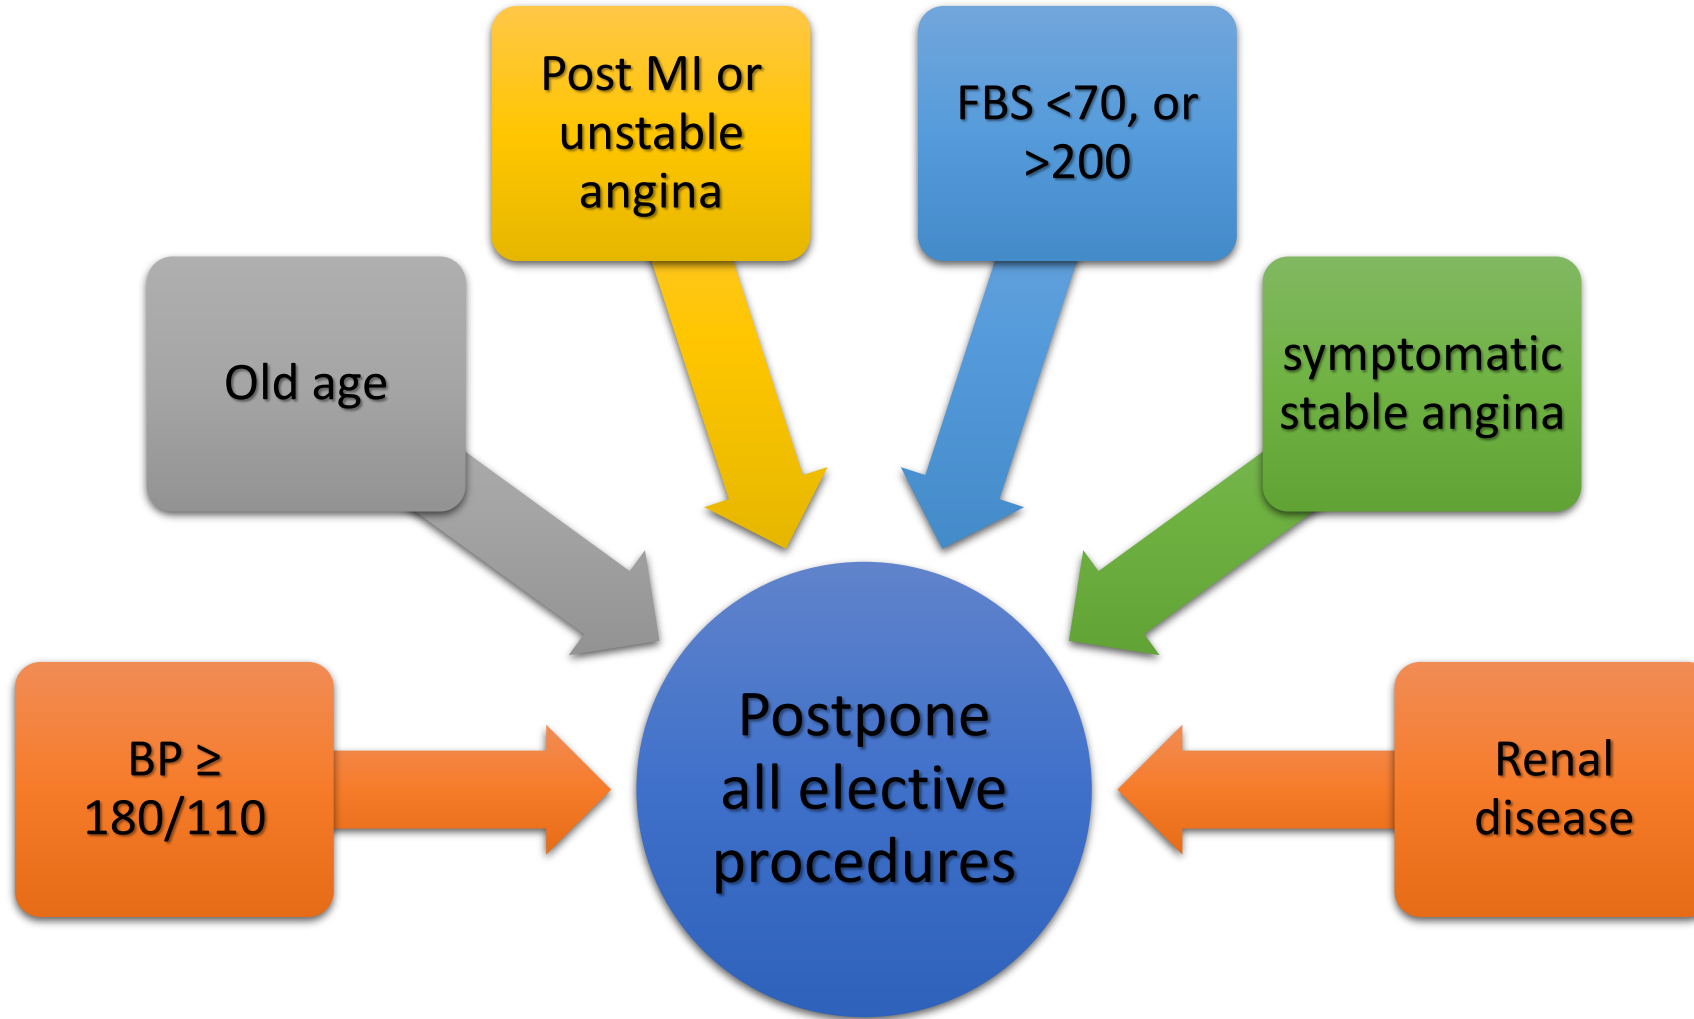 Post MI or
unstable
angina
FBS <70, or
>200
Old age
symptomatic
stable angina
BP ≥
180/110
Postpone
all elective
procedures
Renal
disease